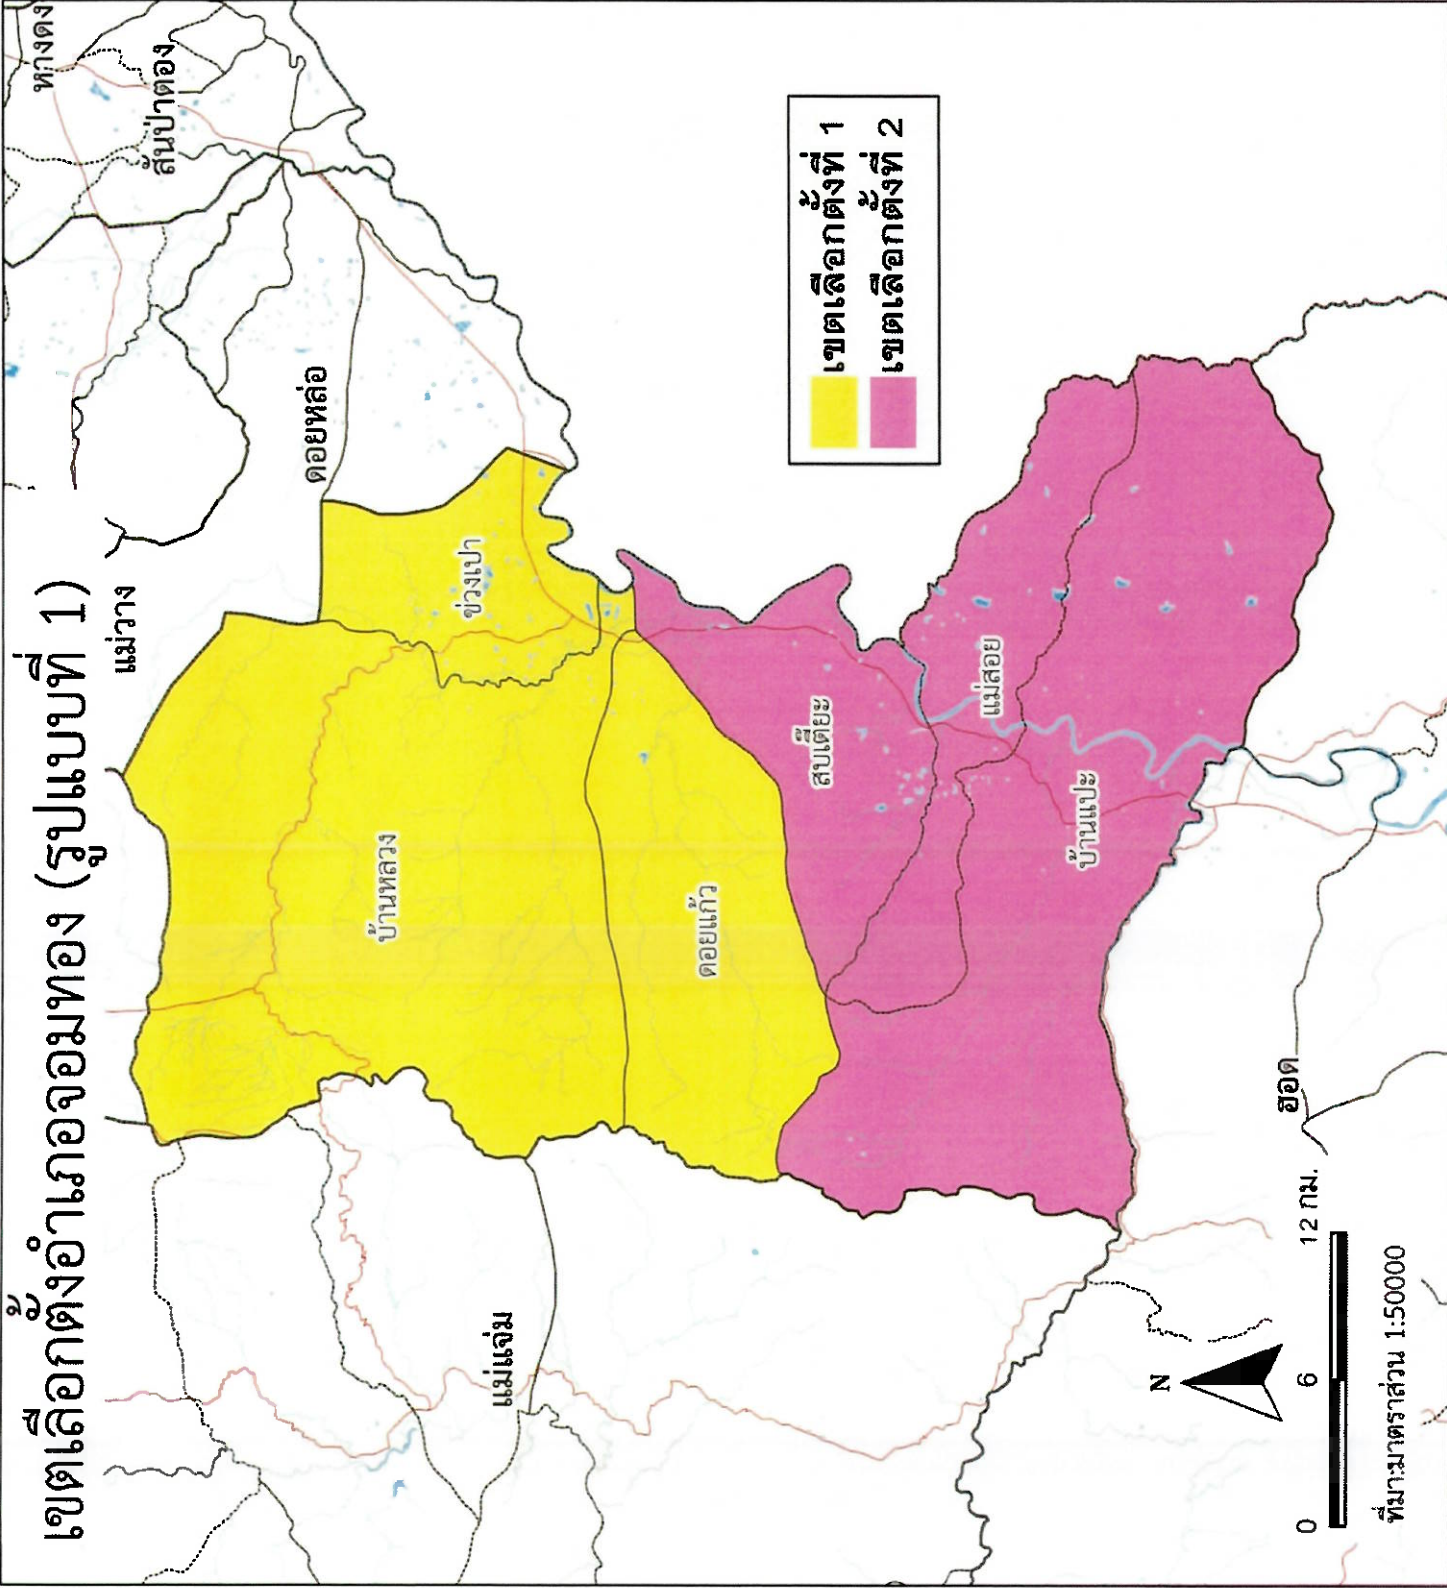 เขตเลือกตั้งอำเภอจอมทอง (รูปแบบที่ 1)
หางดง
สันป่าตอง
แม่วาง
ดอยหล่อ
ข่วงเปา
บ้านหลวง
แม่แจ่ม
ดอยแก้ว
สบเตี๊ยะ
แม่สอย
บ้านแปะ
ฮอด
เขตเลือกตั้งที่ 1
เขตเลือกตั้งที่ 2
N
0 6 12 กม.
ที่มา:มาตราส่วน 1:50000